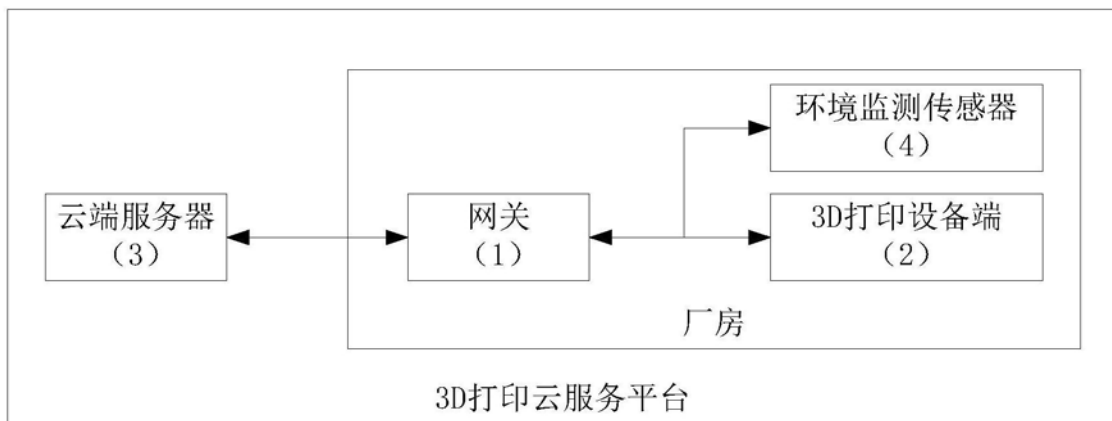 环境监测传感器
（4）
云端服务器
（3）
网关
（1）
3D打印设备端
（2）
厂房
3D打印云服务平台